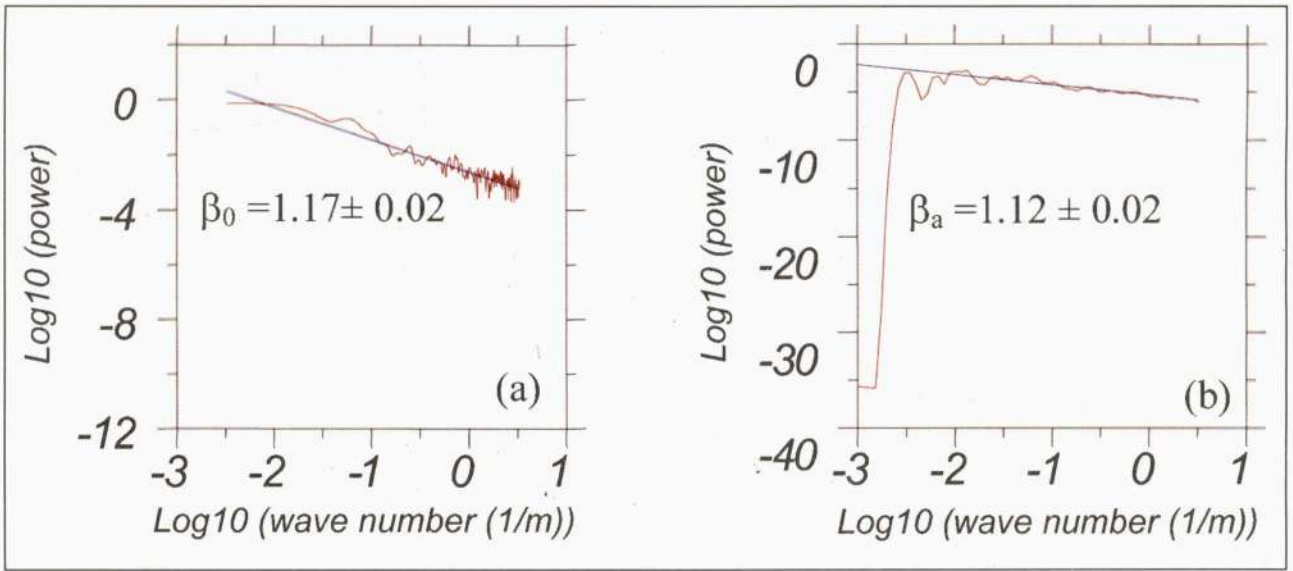 0
-4
-8
-12
-3 -2 -1 0 1
Log10 (power)
Log10 (wave number (1/m))
β₀ =1.17± 0.02
(a)
0
-10
-20
-30
-40
-3 -2 -1 0 1
Log10 (power)
Log10 (wave number (1/m))
βₐ =1.12 ± 0.02
(b)